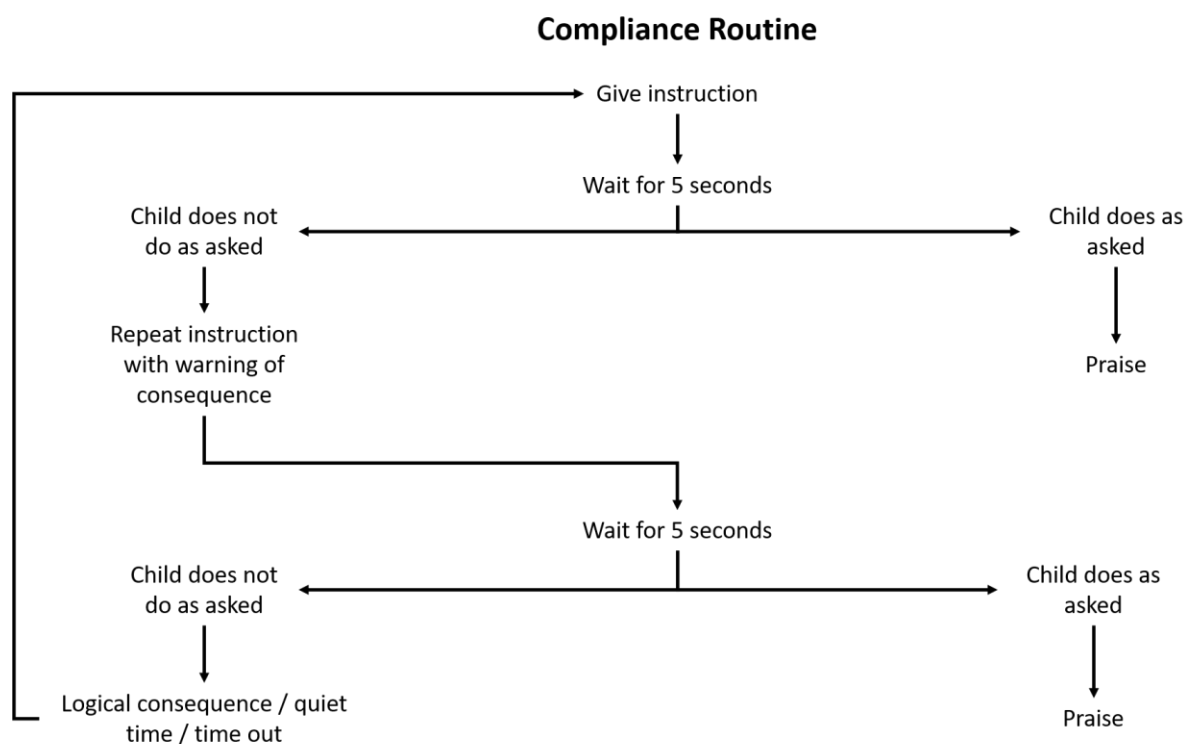 Compliance Routine
Give instruction
Wait for 5 seconds
Child does not
do as asked
Child does as
asked
Repeat instruction
with warning of
consequence
Praise
Wait for 5 seconds
Child does not
do as asked
Child does as
asked
Logical consequence / quiet
time / time out
Praise